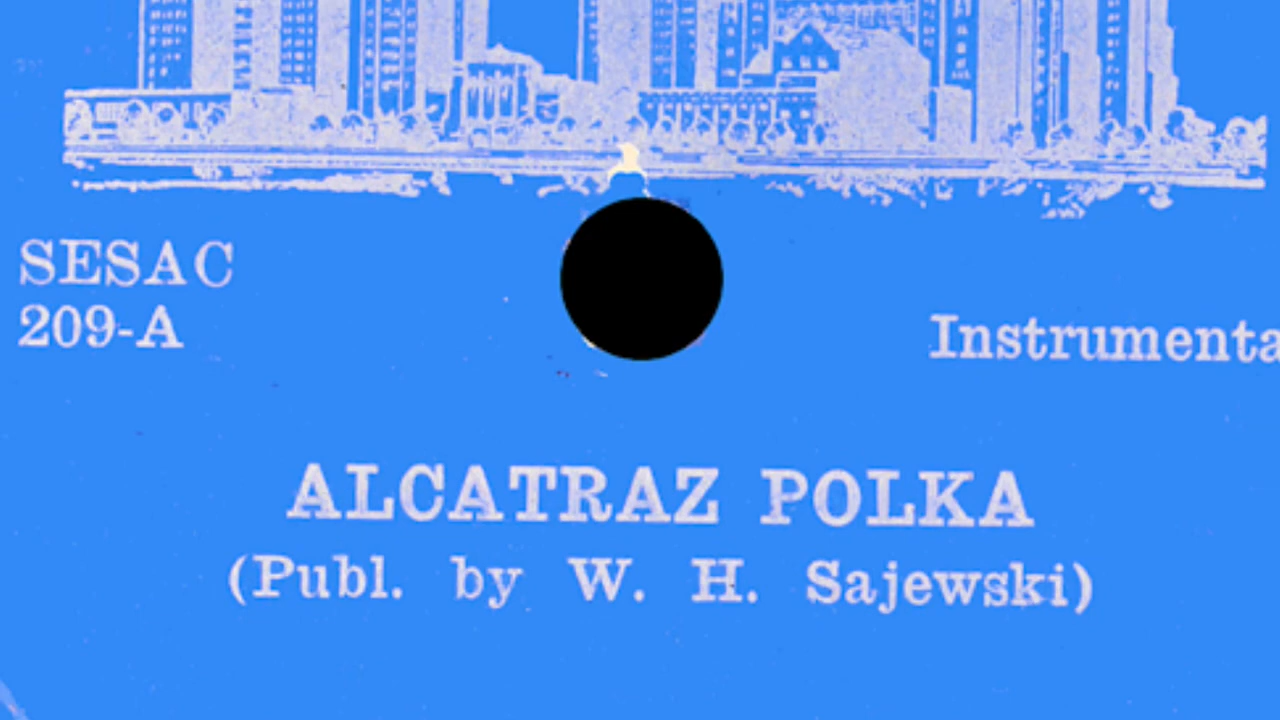 SESAC
209-A
Instrumenta
ALCATRAZ POLKA
(Publ. by W. H. Sajewski)